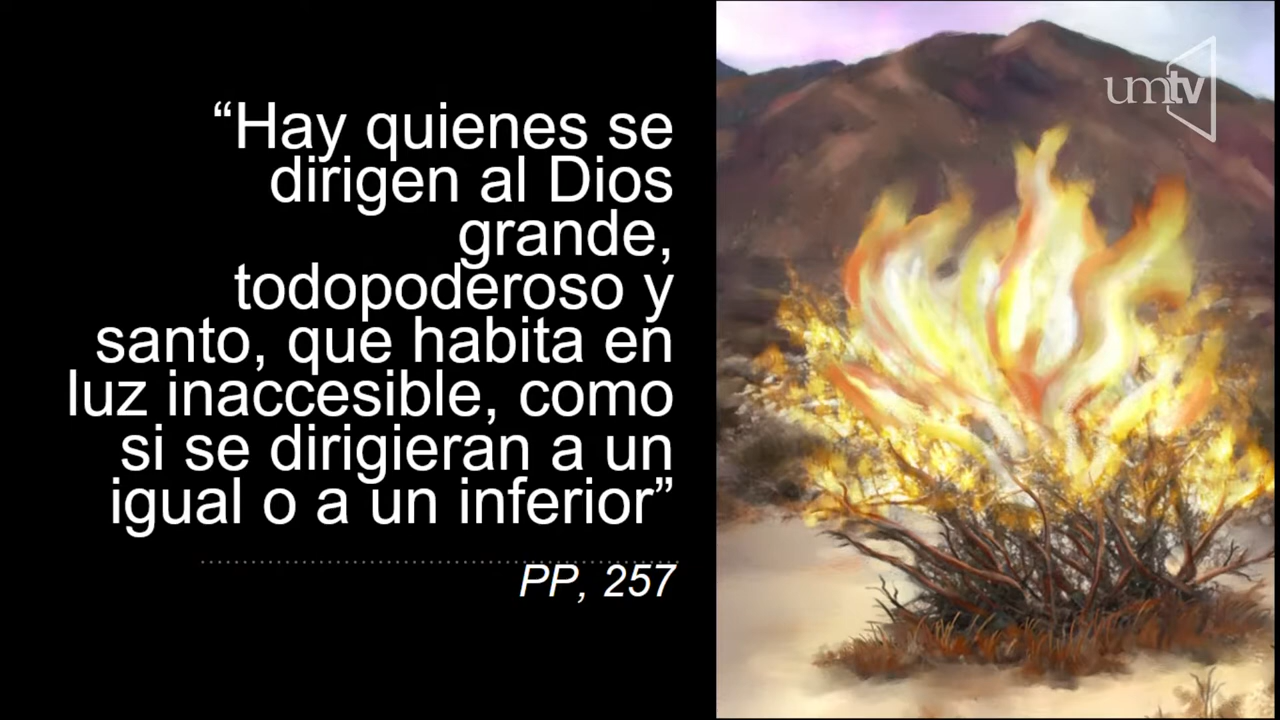 “Hay quienes se
dirigen al Dios
grande,
todopoderoso y
santo, que habita en
luz inaccesible, como
si se dirigieran a un
igual o a un inferior”
PP, 257
umtv